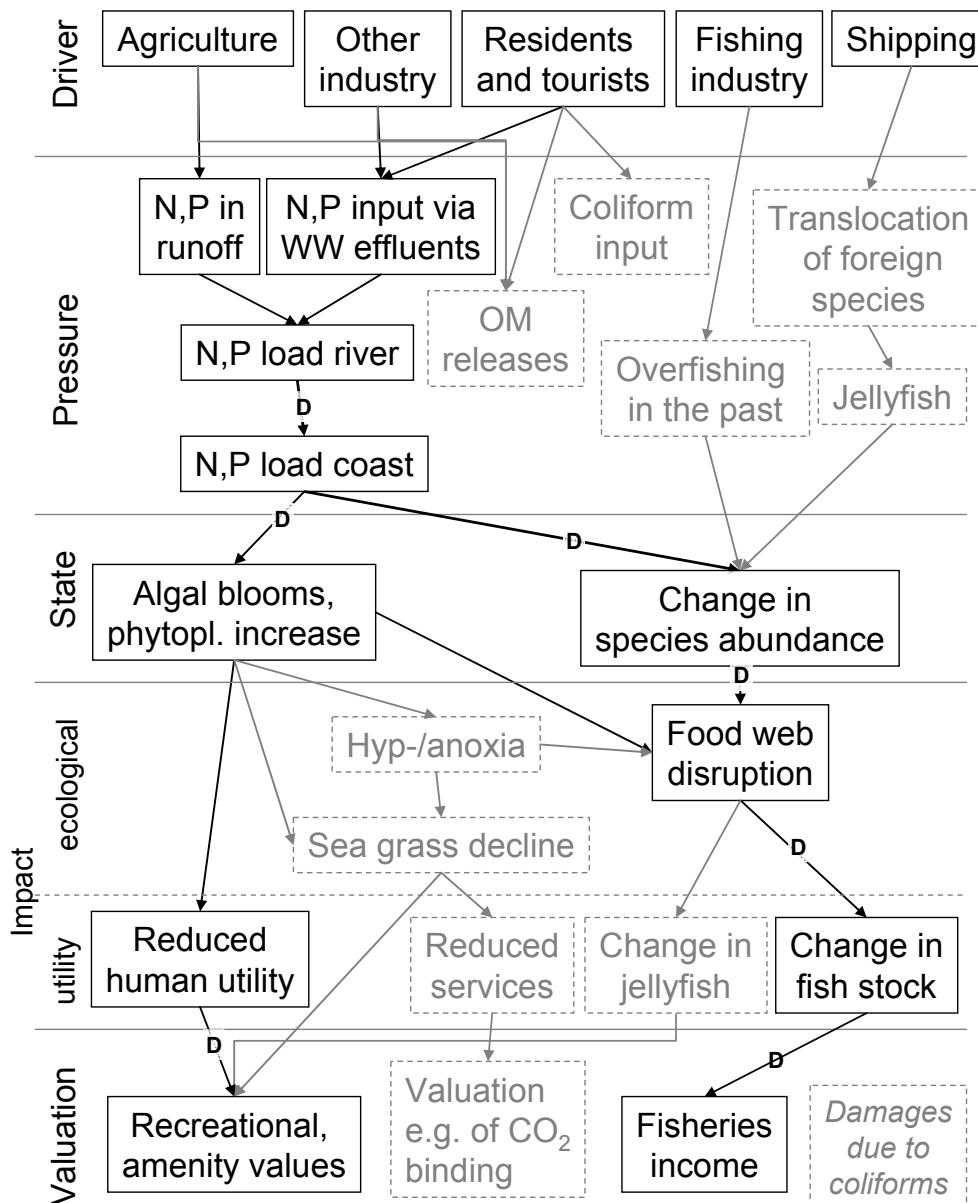 Driver
Agriculture
Other
industry
Residents
and tourists
Fishing
industry
Shipping
Pressure
N,P in
runoff
N,P input via
WW effluents
Coliform
input
Translocation
of foreign
species
OM
releases
N,P load river
Overfishing
in the past
Jellyfish
D
N,P load coast
D
D
State
Algal blooms,
phytopl. increase
Change in
species abundance
D
Impact
ecological
Hyp-/anoxia
Food web
disruption
Sea grass decline
D
utility
Reduced
human utility
Reduced
services
Change in
jellyfish
Change in
fish stock
D
D
Valuation
Recreational,
amenity values
Valuation
e.g. of CO₂
binding
Fisheries
income
Damages
due to
coliforms